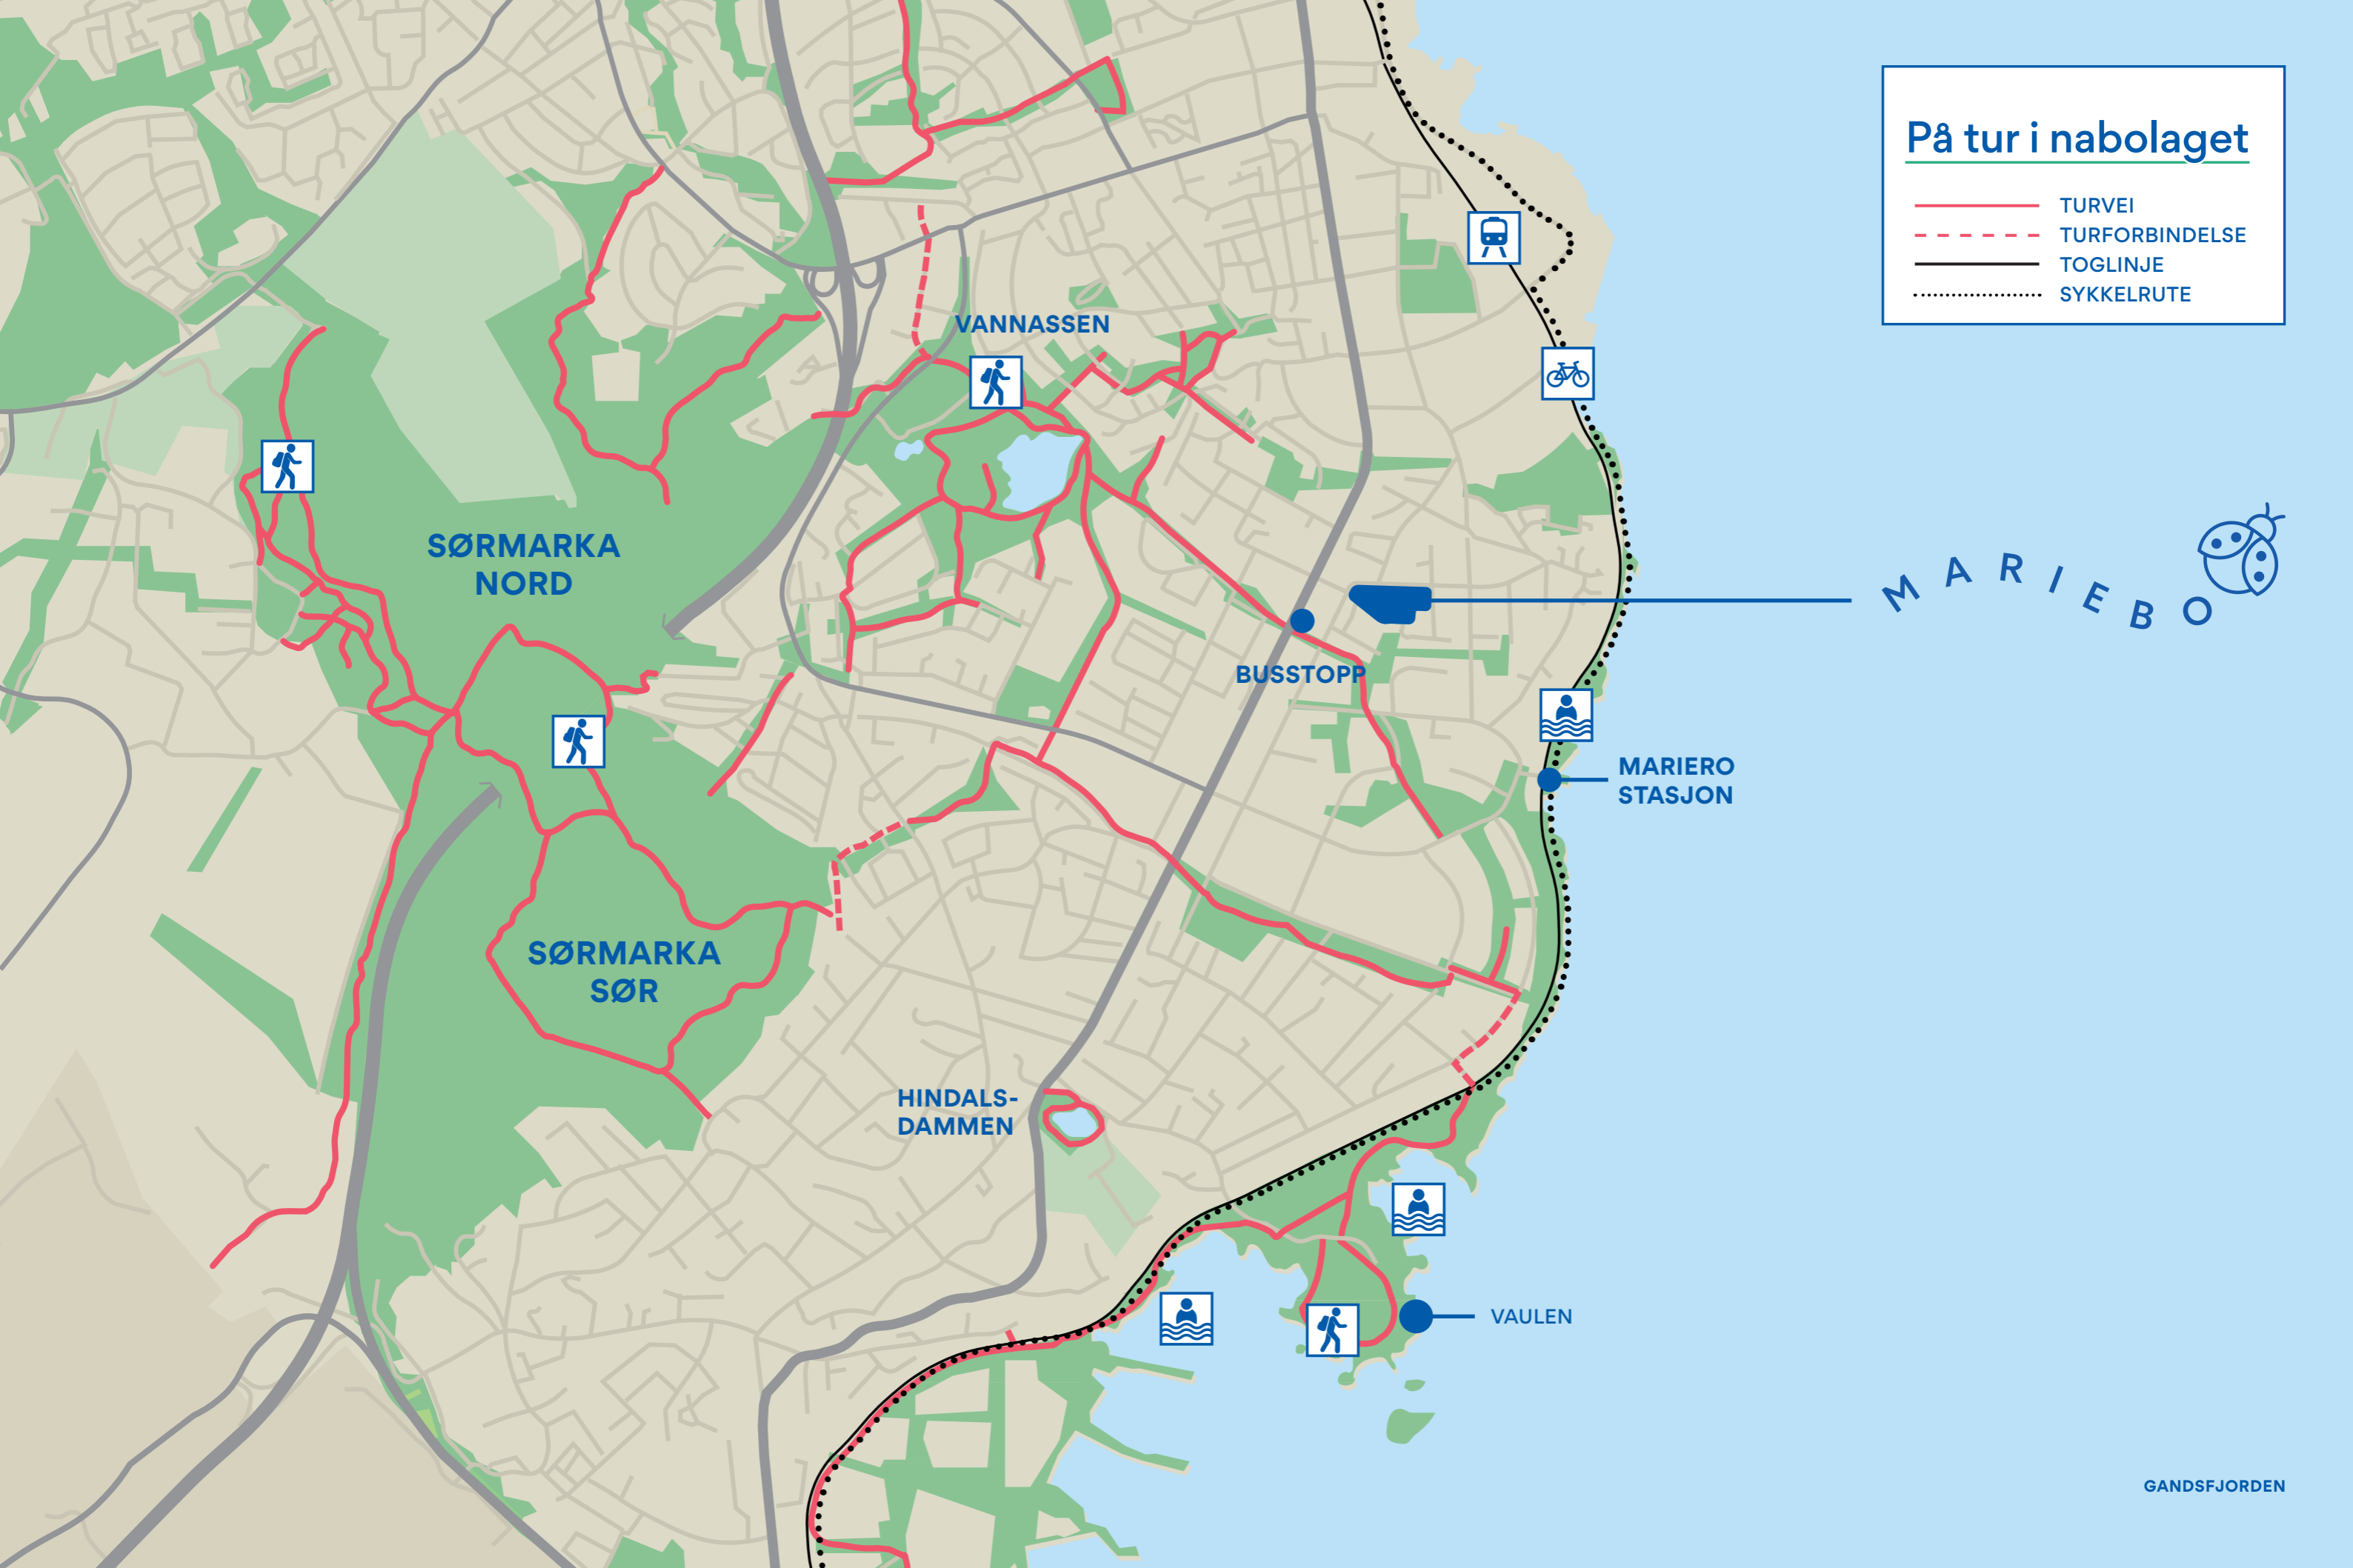 På tur i nabolaget
TURVEI
TURFORBINDELSE
TOGLINJE
SYKKELRUTE
VANNASSEN
SØRMARKA
NORD
MARIEBO
BUSSTOPP
MARIERO
STASJON
SØRMARKA
SØR
HINDALS-
DAMMEN
VAULEN
GANDSFJORDEN